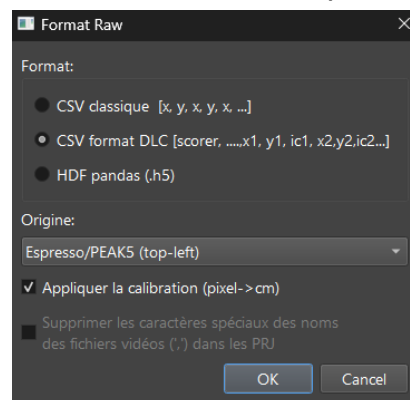 Format Raw
Format:
CSV classique [x, y, x, y, x, ...]
CSV format DLC [scorer, ....,x1, y1, ic1, x2,y2,ic2...]
HDF pandas (.h5)
Origine:
Espresso/PEAK5 (top-left)
Appliquer la calibration (pixel->cm)
Supprimer les caractères spéciaux des noms
des fichiers vidéos (',') dans les PRJ
OK Cancel